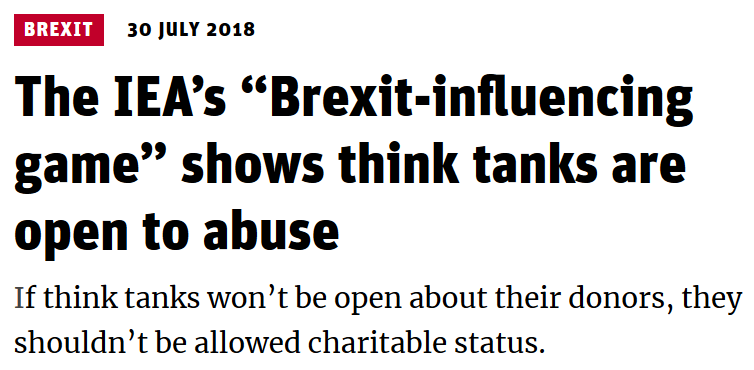 BREXIT 30 JULY 2018
The IEA’s “Brexit-influencing
game” shows think tanks are
open to abuse
If think tanks won’t be open about their donors, they
shouldn’t be allowed charitable status.